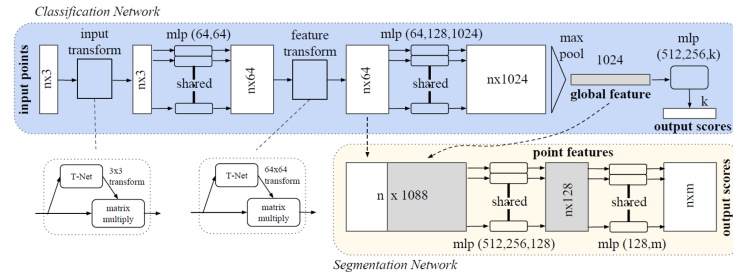 Classification Network
input
transform
mlp (64,64)
feature
transform
mlp (64,128,1024)
max
pool
mlp
(512,256,k)
input points
nx3
nx3
shared
nx64
nx64
shared
nx1024
1024
global feature
k
output scores
T-Net
3x3
transform
matrix
multiply
T-Net
64x64
transform
matrix
multiply
point features
n x 1088
shared
nx128
shared
nxm
output scores
mlp (512,256,128)
mlp (128,m)
Segmentation Network